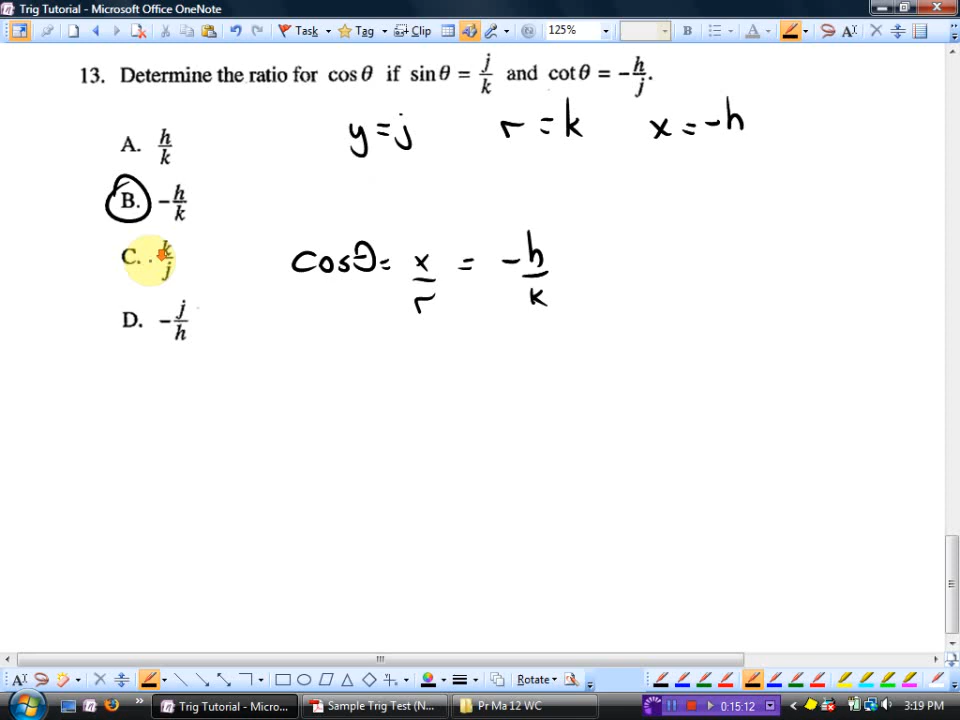 Trig Tutorial - Microsoft Office OneNote
Task Tag Clip 125% B A
13. Determine the ratio for cos θ if sin θ = j/k and cot θ = −h/j.
y = j r = k x = -h
A. h/k
B. −h/k
cosθ = x/r = -h/k
C. k/j
D. −j/h
Rotate
Trig Tutorial - Micro... Sample Trig Test (N... Pr Ma 12 WC 0:15:12 3:19 PM